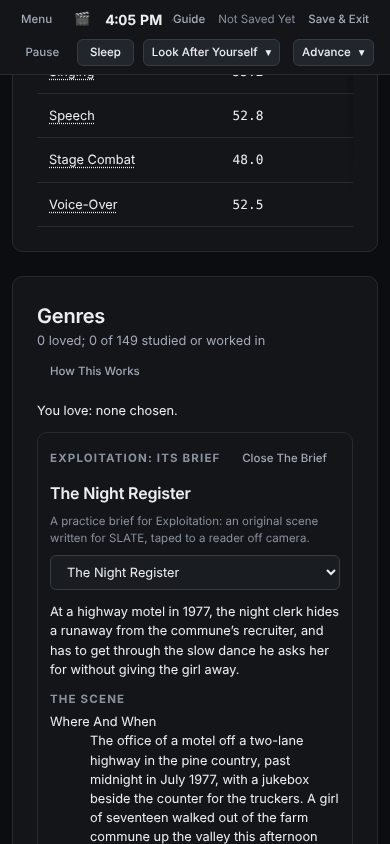 Menu
🎬
4:05 PM
Guide
Not Saved Yet
Save & Exit
Pause
Sleep
Look After Yourself ▾
Advance ▾
Speech 52.8
Stage Combat 48.0
Voice-Over 52.5
Genres
0 loved; 0 of 149 studied or worked in
How This Works
You love: none chosen.
EXPLOITATION: ITS BRIEF
Close The Brief
The Night Register
A practice brief for Exploitation: an original scene
written for SLATE, taped to a reader off camera.
The Night Register
At a highway motel in 1977, the night clerk hides
a runaway from the commune’s recruiter, and
has to get through the slow dance he asks her
for without giving the girl away.
THE SCENE
Where And When
The office of a motel off a two-lane
highway in the pine country, past
midnight in July 1977, with a jukebox
beside the counter for the truckers. A girl
of seventeen walked out of the farm
commune up the valley this afternoon